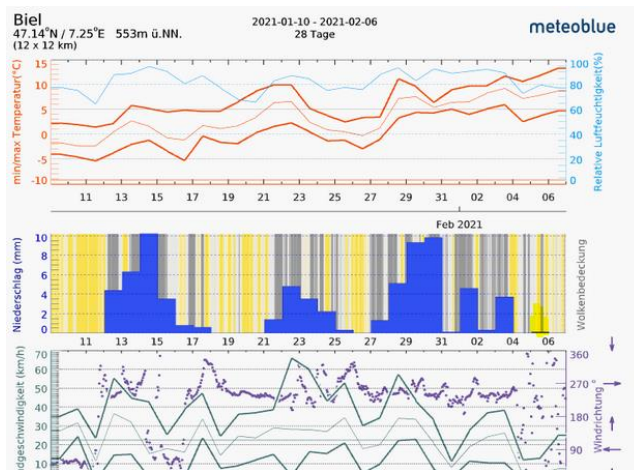 Biel
47.14°N / 7.25°E 553m ü.NN.
(12 x 12 km)
2021-01-10 - 2021-02-06
28 Tage
meteoblue
min/max Temperatur(°C)
15
10
5
0
-5
-10
100
80
60
40
20
0
Relative Luftfeuchtigkeit(%)
11 13 15 17 19 21 23 25 27 29 31 02 04 06
Feb 2021
Niederschlag (mm)
10
8
6
4
2
0
Wolkenbedeckung
11 13 15 17 19 21 23 25 27 29 31 02 04 06
ndgeschwindigkeit (km/h)
70
60
50
40
30
20
10
360
270
180
90
Windrichtung °